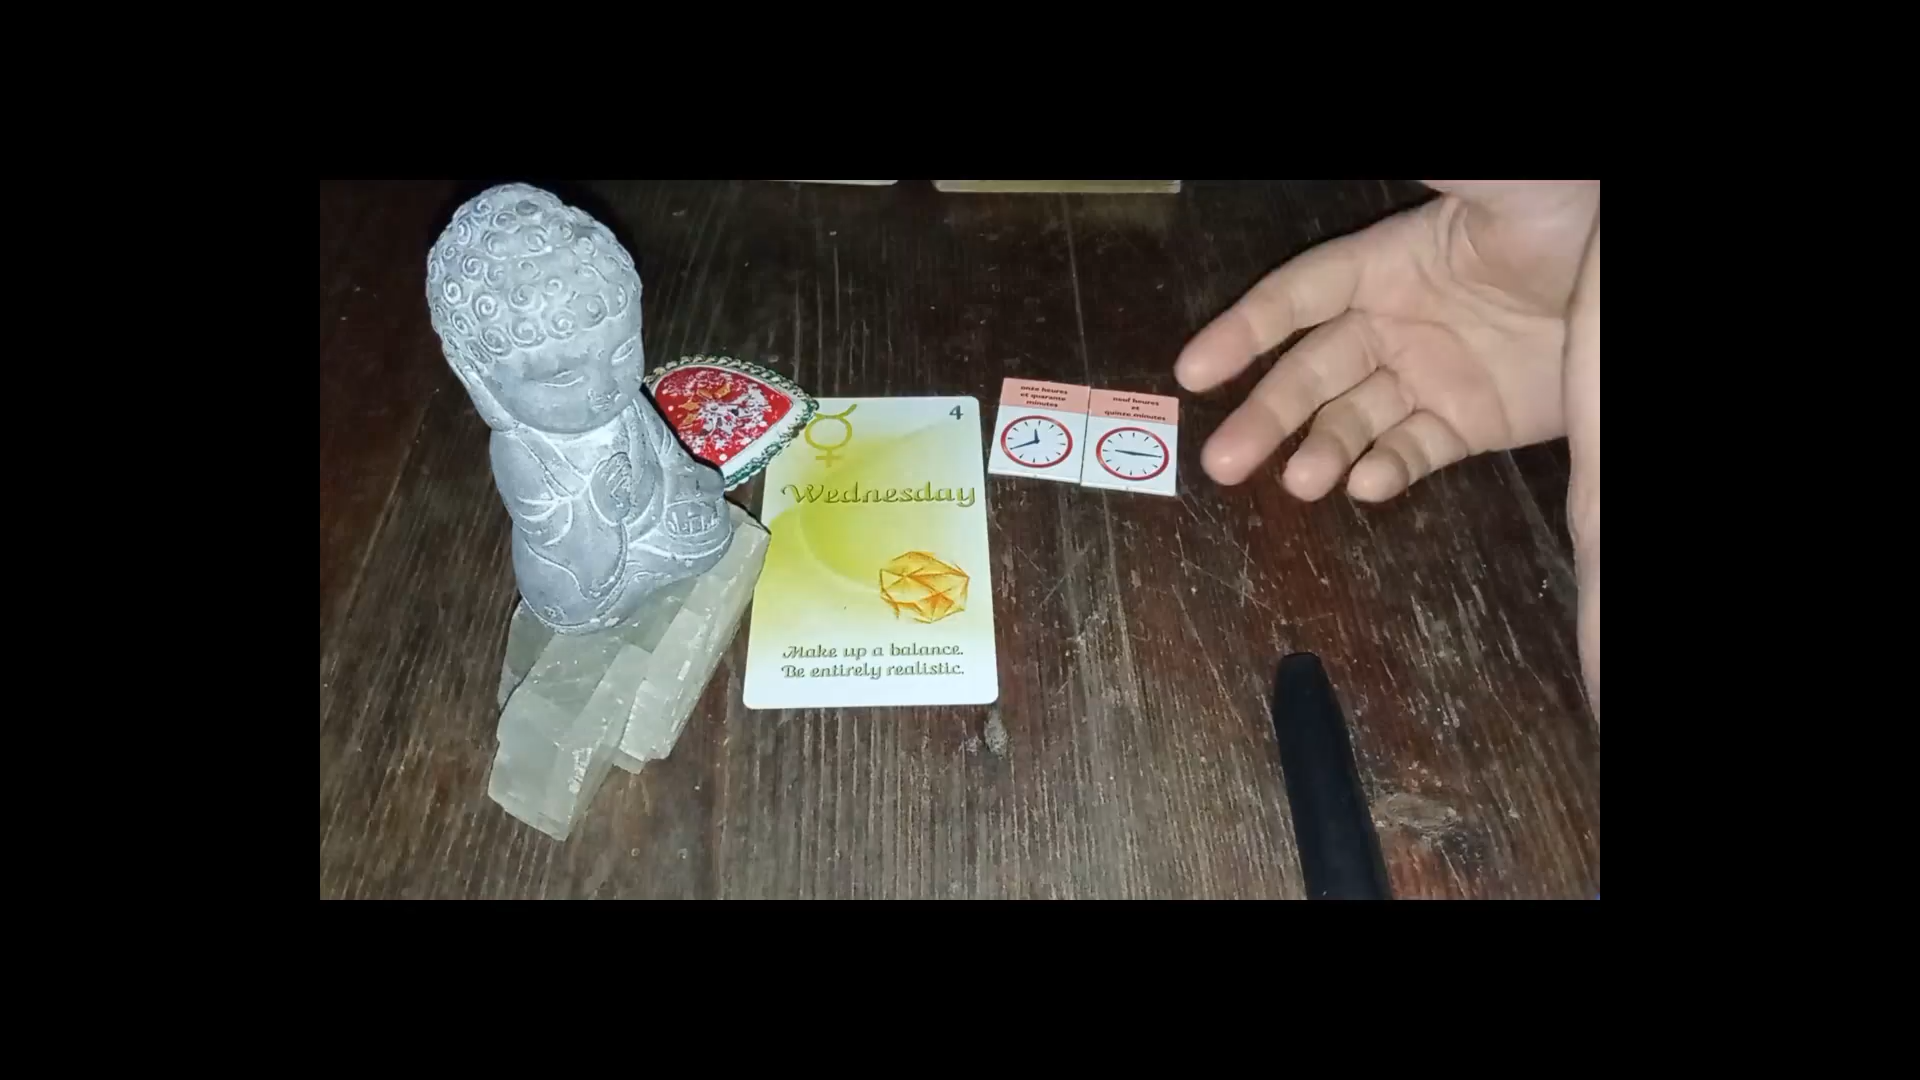 4
Wednesday
Make up a balance.
Be entirely realistic.
onze heures
et quarante
minutes
neuf heures
et
quinze minutes